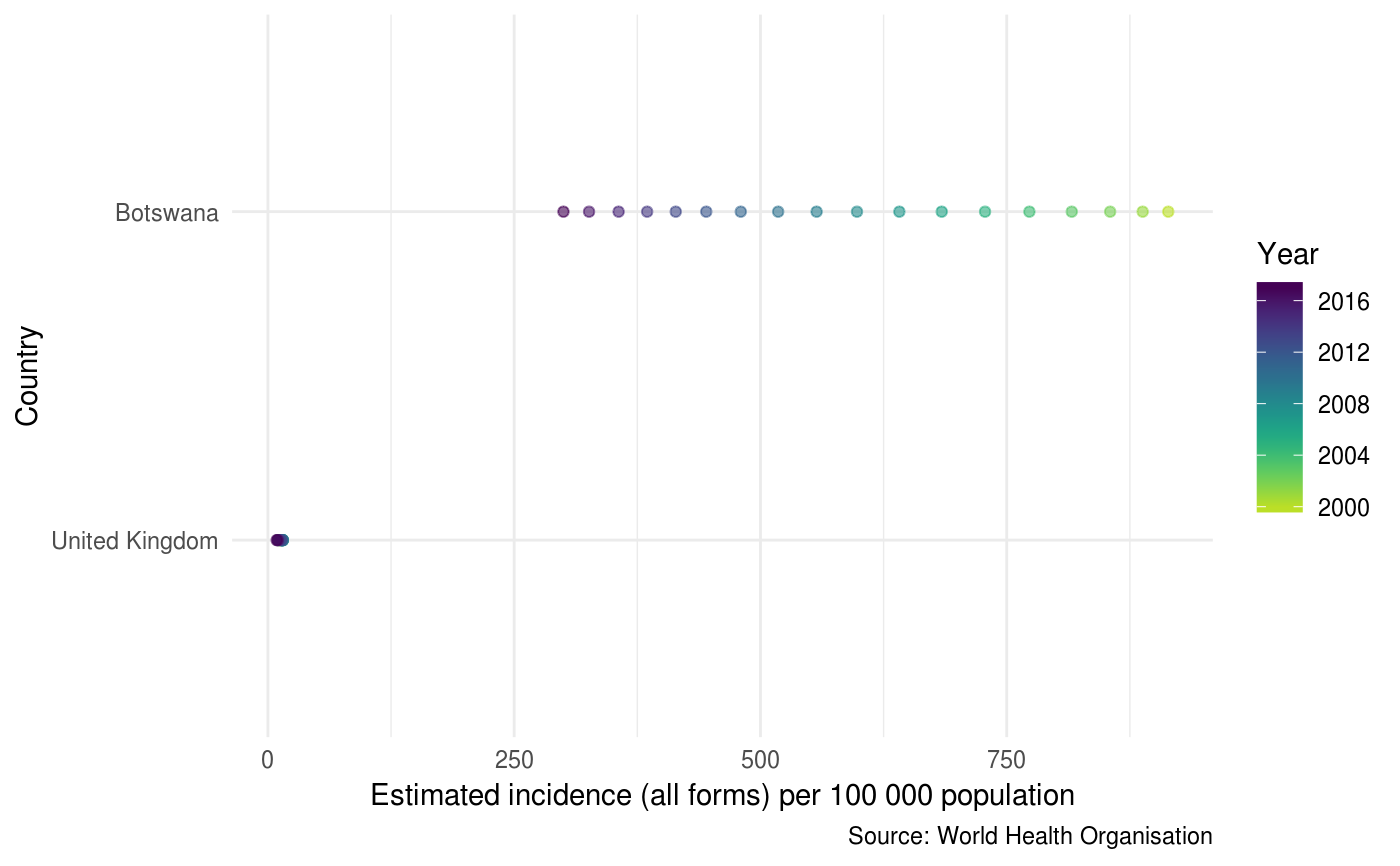 Botswana
United Kingdom
Country
0
250
500
750
Estimated incidence (all forms) per 100 000 population
Source: World Health Organisation
Year
2016
2012
2008
2004
2000